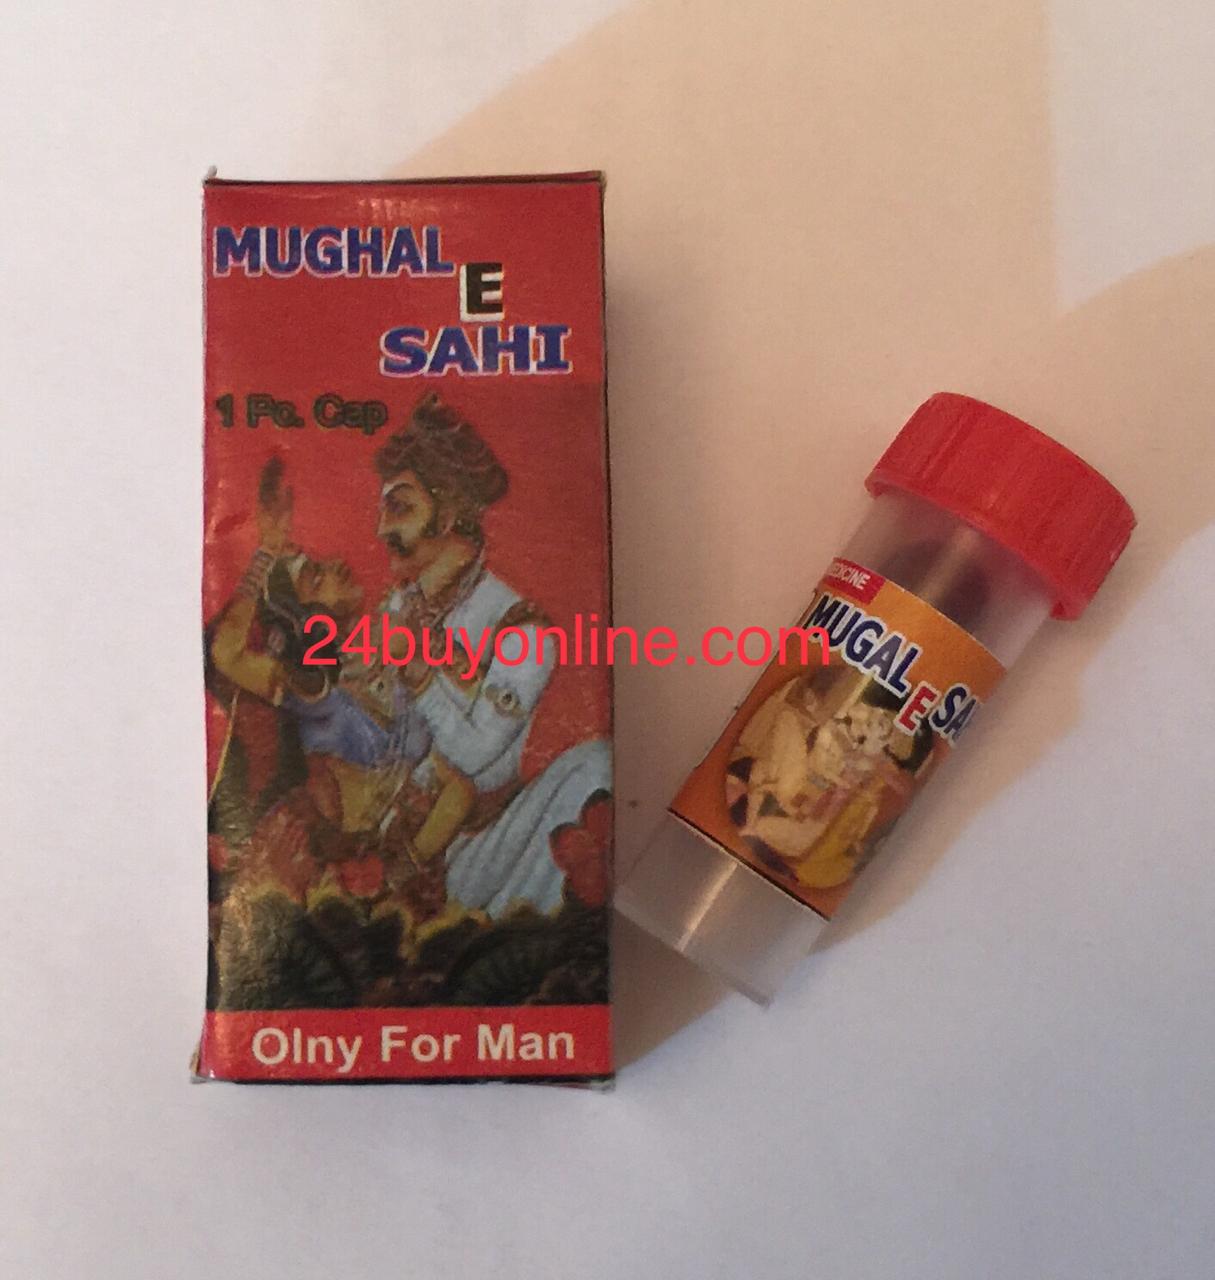 MUGHAL
E
SAHI
1 Pc. Cap
24buyonline.com
MEDICINE
MUGAL
E SA
Olny For Man